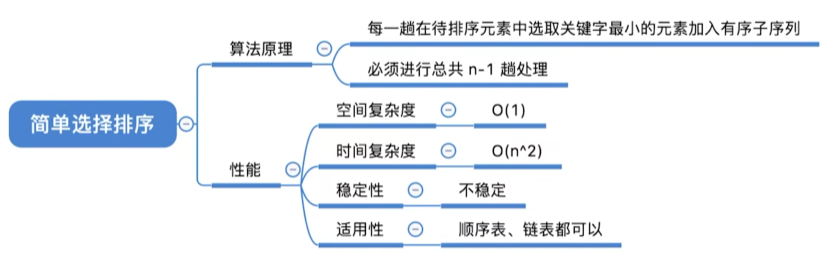 简单选择排序
算法原理
每一趟在待排序元素中选取关键字最小的元素加入有序子序列
必须进行总共 n-1 趟处理
性能
空间复杂度
O(1)
时间复杂度
O(n^2)
稳定性
不稳定
适用性
顺序表、链表都可以